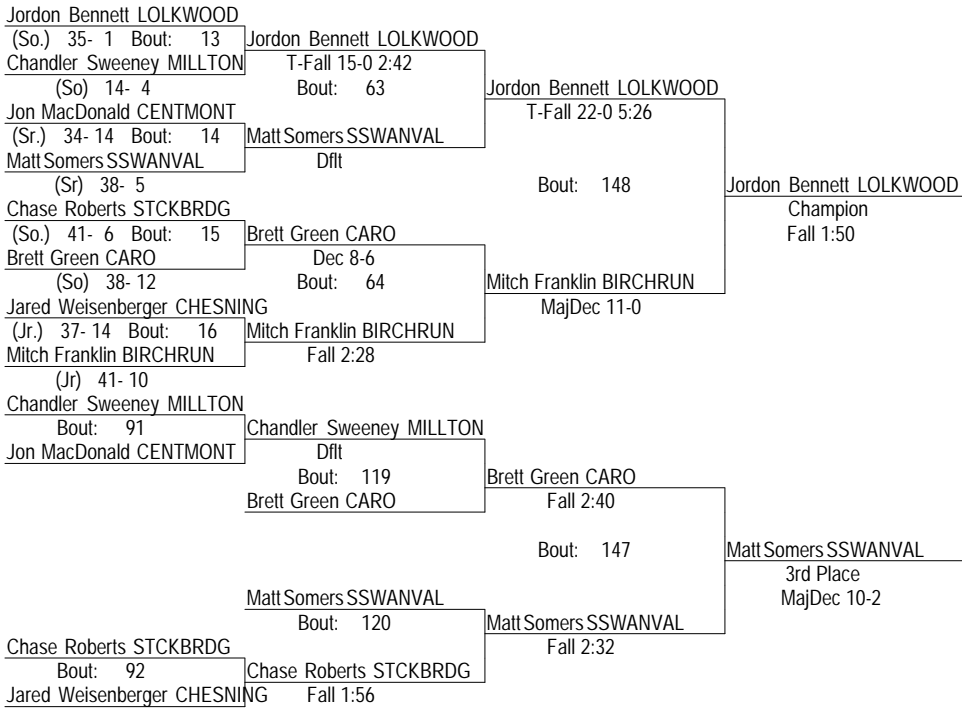 Jordon Bennett LOLKWOOD
(So.) 35- 1 Bout: 13
Jordon Bennett LOLKWOOD
Chandler Sweeney MILLTON
T-Fall 15-0 2:42
(So) 14- 4
Bout: 63
Jordon Bennett LOLKWOOD
Jon MacDonald CENTMONT
T-Fall 22-0 5:26
(Sr.) 34- 14 Bout: 14
Matt Somers SSWANVAL
Matt Somers SSWANVAL
Dflt
(Sr) 38- 5
Bout: 148
Jordon Bennett LOLKWOOD
Chase Roberts STCKBRDG
Champion
(So.) 41- 6 Bout: 15
Brett Green CARO
Fall 1:50
Brett Green CARO
Dec 8-6
(So) 38- 12
Bout: 64
Mitch Franklin BIRCHRUN
Jared Weisenberger CHESNING
MajDec 11-0
(Jr.) 37- 14 Bout: 16
Mitch Franklin BIRCHRUN
Mitch Franklin BIRCHRUN
Fall 2:28
(Jr) 41- 10
Chandler Sweeney MILLTON
Bout: 91
Chandler Sweeney MILLTON
Jon MacDonald CENTMONT
Dflt
Bout: 119
Brett Green CARO
Brett Green CARO
Fall 2:40
Bout: 147
Matt Somers SSWANVAL
3rd Place
Matt Somers SSWANVAL
MajDec 10-2
Bout: 120
Matt Somers SSWANVAL
Chase Roberts STCKBRDG
Fall 2:32
Bout: 92
Chase Roberts STCKBRDG
Jared Weisenberger CHESNING
Fall 1:56